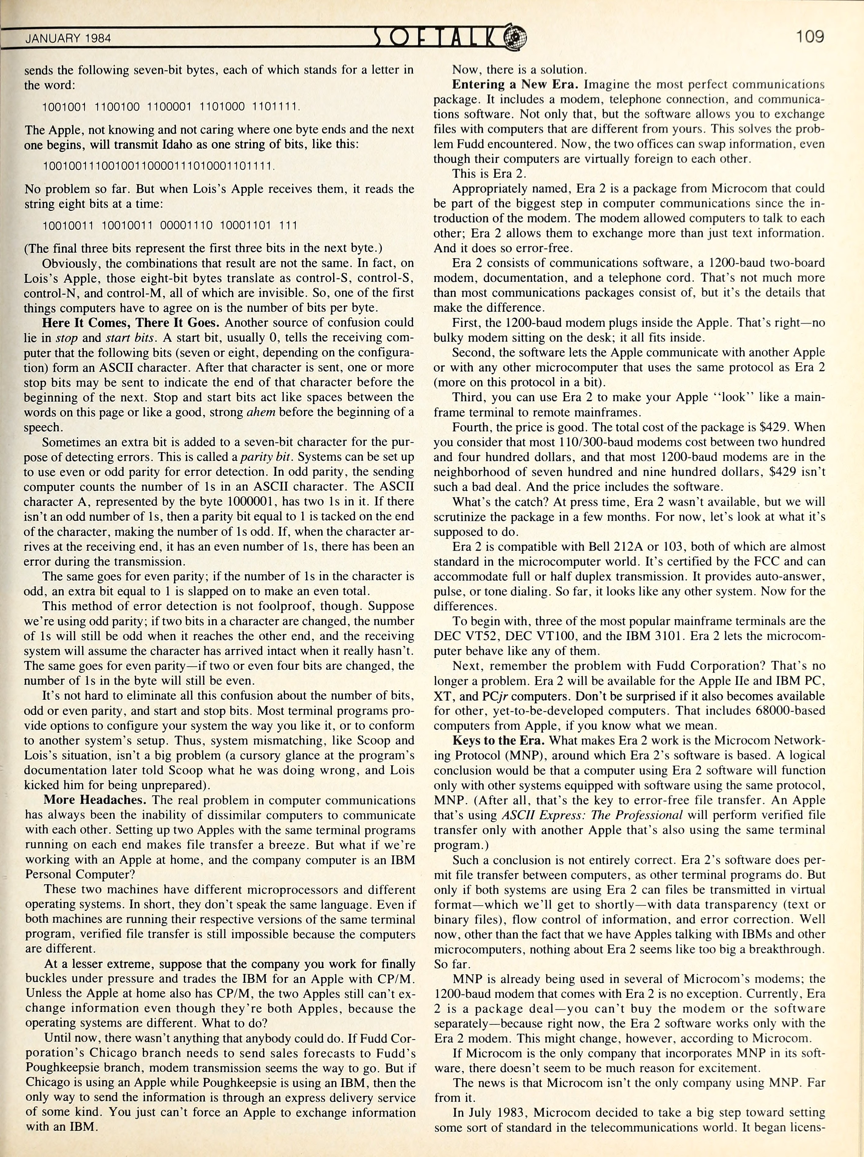 JANUARY 1984
SOFTALK
109
sends the following seven-bit bytes, each of which stands for a letter in
the word:
1001001 1100100 1100001 1101000 1101111.
The Apple, not knowing and not caring where one byte ends and the next
one begins, will transmit Idaho as one string of bits, like this:
10010011100100110000111010001101111.
No problem so far. But when Lois's Apple receives them, it reads the
string eight bits at a time:
10010011 10010011 00001110 10001101 111
(The final three bits represent the first three bits in the next byte.)
Obviously, the combinations that result are not the same. In fact, on
Lois's Apple, those eight-bit bytes translate as control-S, control-S,
control-N, and control-M, all of which are invisible. So, one of the first
things computers have to agree on is the number of bits per byte.
Here It Comes, There It Goes. Another source of confusion could
lie in stop and start bits. A start bit, usually 0, tells the receiving com-
puter that the following bits (seven or eight, depending on the configura-
tion) form an ASCII character. After that character is sent, one or more
stop bits may be sent to indicate the end of that character before the
beginning of the next. Stop and start bits act like spaces between the
words on this page or like a good, strong ahem before the beginning of a
speech.
Sometimes an extra bit is added to a seven-bit character for the pur-
pose of detecting errors. This is called a parity bit. Systems can be set up
to use even or odd parity for error detection. In odd parity, the sending
computer counts the number of 1s in an ASCII character. The ASCII
character A, represented by the byte 1000001, has two 1s in it. If there
isn't an odd number of 1s, then a parity bit equal to 1 is tacked on the end
of the character, making the number of 1s odd. If, when the character ar-
rives at the receiving end, it has an even number of 1s, there has been an
error during the transmission.
The same goes for even parity; if the number of 1s in the character is
odd, an extra bit equal to 1 is slapped on to make an even total.
This method of error detection is not foolproof, though. Suppose
we're using odd parity; if two bits in a character are changed, the number
of 1s will still be odd when it reaches the other end, and the receiving
system will assume the character has arrived intact when it really hasn't.
The same goes for even parity—if two or even four bits are changed, the
number of 1s in the byte will still be even.
It's not hard to eliminate all this confusion about the number of bits,
odd or even parity, and start and stop bits. Most terminal programs pro-
vide options to configure your system the way you like it, or to conform
to another system's setup. Thus, system mismatching, like Scoop and
Lois's situation, isn't a big problem (a cursory glance at the program's
documentation later told Scoop what he was doing wrong, and Lois
kicked him for being unprepared).
More Headaches. The real problem in computer communications
has always been the inability of dissimilar computers to communicate
with each other. Setting up two Apples with the same terminal programs
running on each end makes file transfer a breeze. But what if we're
working with an Apple at home, and the company computer is an IBM
Personal Computer?
These two machines have different microprocessors and different
operating systems. In short, they don't speak the same language. Even if
both machines are running their respective versions of the same terminal
program, verified file transfer is still impossible because the computers
are different.
At a lesser extreme, suppose that the company you work for finally
buckles under pressure and trades the IBM for an Apple with CP/M.
Unless the Apple at home also has CP/M, the two Apples still can't ex-
change information even though they're both Apples, because the
operating systems are different. What to do?
Until now, there wasn't anything that anybody could do. If Fudd Cor-
poration's Chicago branch needs to send sales forecasts to Fudd's
Poughkeepsie branch, modem transmission seems the way to go. But if
Chicago is using an Apple while Poughkeepsie is using an IBM, then the
only way to send the information is through an express delivery service
of some kind. You just can't force an Apple to exchange information
with an IBM.
Now, there is a solution.
Entering a New Era. Imagine the most perfect communications
package. It includes a modem, telephone connection, and communica-
tions software. Not only that, but the software allows you to exchange
files with computers that are different from yours. This solves the prob-
lem Fudd encountered. Now, the two offices can swap information, even
though their computers are virtually foreign to each other.
This is Era 2.
Appropriately named, Era 2 is a package from Microcom that could
be part of the biggest step in computer communications since the in-
troduction of the modem. The modem allowed computers to talk to each
other; Era 2 allows them to exchange more than just text information.
And it does so error-free.
Era 2 consists of communications software, a 1200-baud two-board
modem, documentation, and a telephone cord. That's not much more
than most communications packages consist of, but it's the details that
make the difference.
First, the 1200-baud modem plugs inside the Apple. That's right—no
bulky modem sitting on the desk; it all fits inside.
Second, the software lets the Apple communicate with another Apple
or with any other microcomputer that uses the same protocol as Era 2
(more on this protocol in a bit).
Third, you can use Era 2 to make your Apple "look" like a main-
frame terminal to remote mainframes.
Fourth, the price is good. The total cost of the package is $429. When
you consider that most 110/300-baud modems cost between two hundred
and four hundred dollars, and that most 1200-baud modems are in the
neighborhood of seven hundred and nine hundred dollars, $429 isn't
such a bad deal. And the price includes the software.
What's the catch? At press time, Era 2 wasn't available, but we will
scrutinize the package in a few months. For now, let's look at what it's
supposed to do.
Era 2 is compatible with Bell 212A or 103, both of which are almost
standard in the microcomputer world. It's certified by the FCC and can
accommodate full or half duplex transmission. It provides auto-answer,
pulse, or tone dialing. So far, it looks like any other system. Now for the
differences.
To begin with, three of the most popular mainframe terminals are the
DEC VT52, DEC VT100, and the IBM 3101. Era 2 lets the microcom-
puter behave like any of them.
Next, remember the problem with Fudd Corporation? That's no
longer a problem. Era 2 will be available for the Apple IIe and IBM PC,
XT, and PCjr computers. Don't be surprised if it also becomes available
for other, yet-to-be-developed computers. That includes 68000-based
computers from Apple, if you know what we mean.
Keys to the Era. What makes Era 2 work is the Microcom Network-
ing Protocol (MNP), around which Era 2's software is based. A logical
conclusion would be that a computer using Era 2 software will function
only with other systems equipped with software using the same protocol,
MNP. (After all, that's the key to error-free file transfer. An Apple
that's using ASCII Express: The Professional will perform verified file
transfer only with another Apple that's also using the same terminal
program.)
Such a conclusion is not entirely correct. Era 2's software does per-
mit file transfer between computers, as other terminal programs do. But
only if both systems are using Era 2 can files be transmitted in virtual
format—which we'll get to shortly—with data transparency (text or
binary files), flow control of information, and error correction. Well
now, other than the fact that we have Apples talking with IBMs and other
microcomputers, nothing about Era 2 seems like too big a breakthrough.
So far.
MNP is already being used in several of Microcom's modems; the
1200-baud modem that comes with Era 2 is no exception. Currently, Era
2 is a package deal—you can't buy the modem or the software
separately—because right now, the Era 2 software works only with the
Era 2 modem. This might change, however, according to Microcom.
If Microcom is the only company that incorporates MNP in its soft-
ware, there doesn't seem to be much reason for excitement.
The news is that Microcom isn't the only company using MNP. Far
from it.
In July 1983, Microcom decided to take a big step toward setting
some sort of standard in the telecommunications world. It began licens-